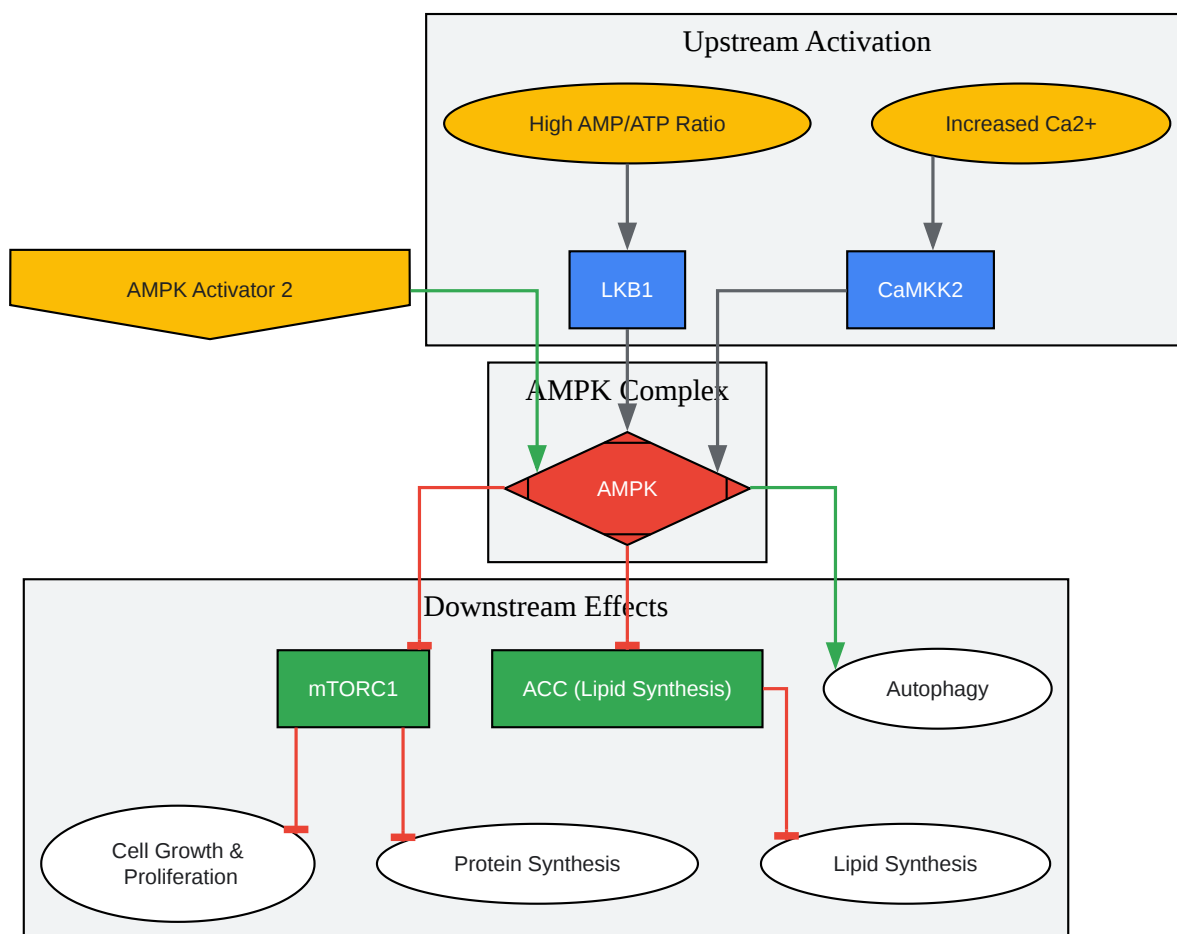 Upstream Activation
High AMP/ATP Ratio
Increased Ca2+
AMPK Activator 2
LKB1
CaMKK2
AMPK Complex
AMPK
Downstream Effects
mTORC1
ACC (Lipid Synthesis)
Autophagy
Cell Growth &
Proliferation
Protein Synthesis
Lipid Synthesis